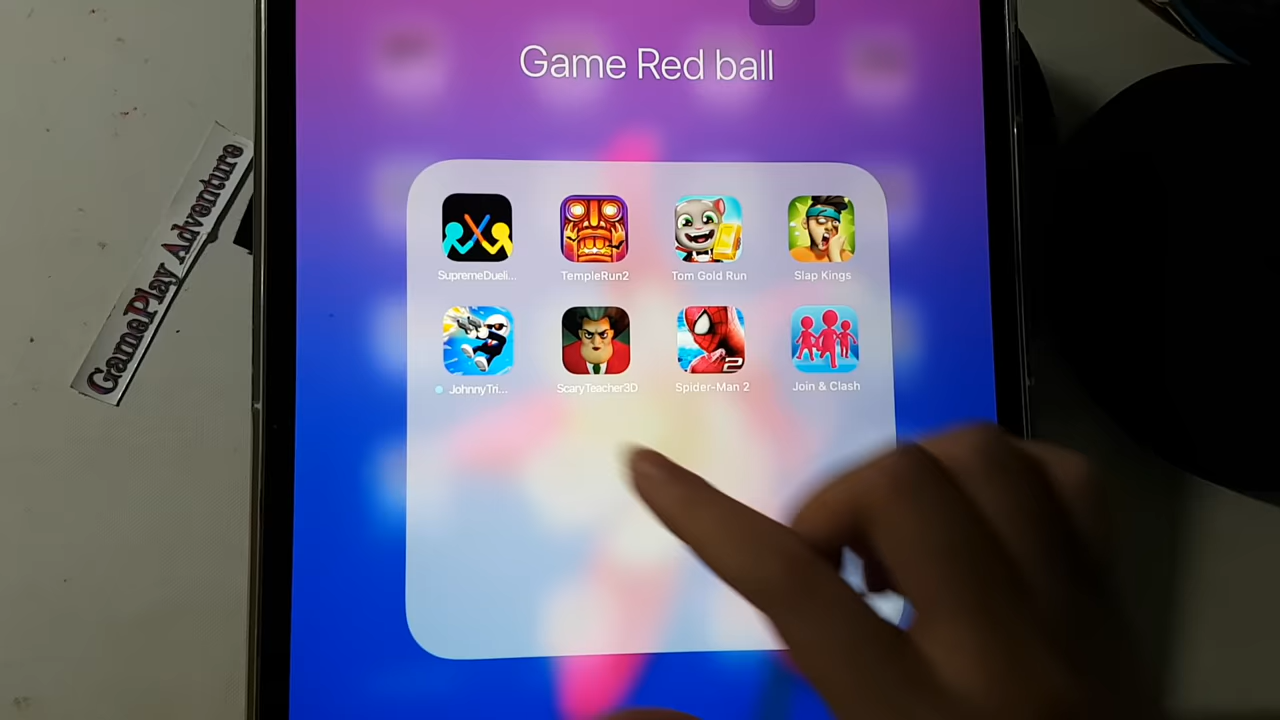 Game Red ball
GamePlay Adventure
SupremeDueli...
TempleRun2
Tom Gold Run
Slap Kings
JohnnyTri...
ScaryTeacher3D
Spider-Man 2
Join & Clash
2